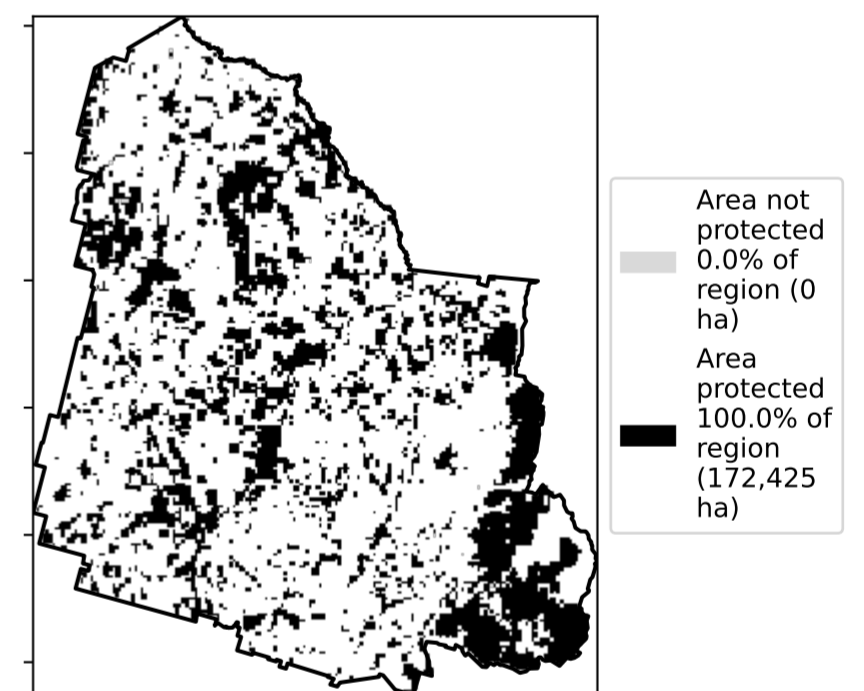 Area not
protected
0.0% of
region (0
ha)
Area
protected
100.0% of
region
(172,425
ha)